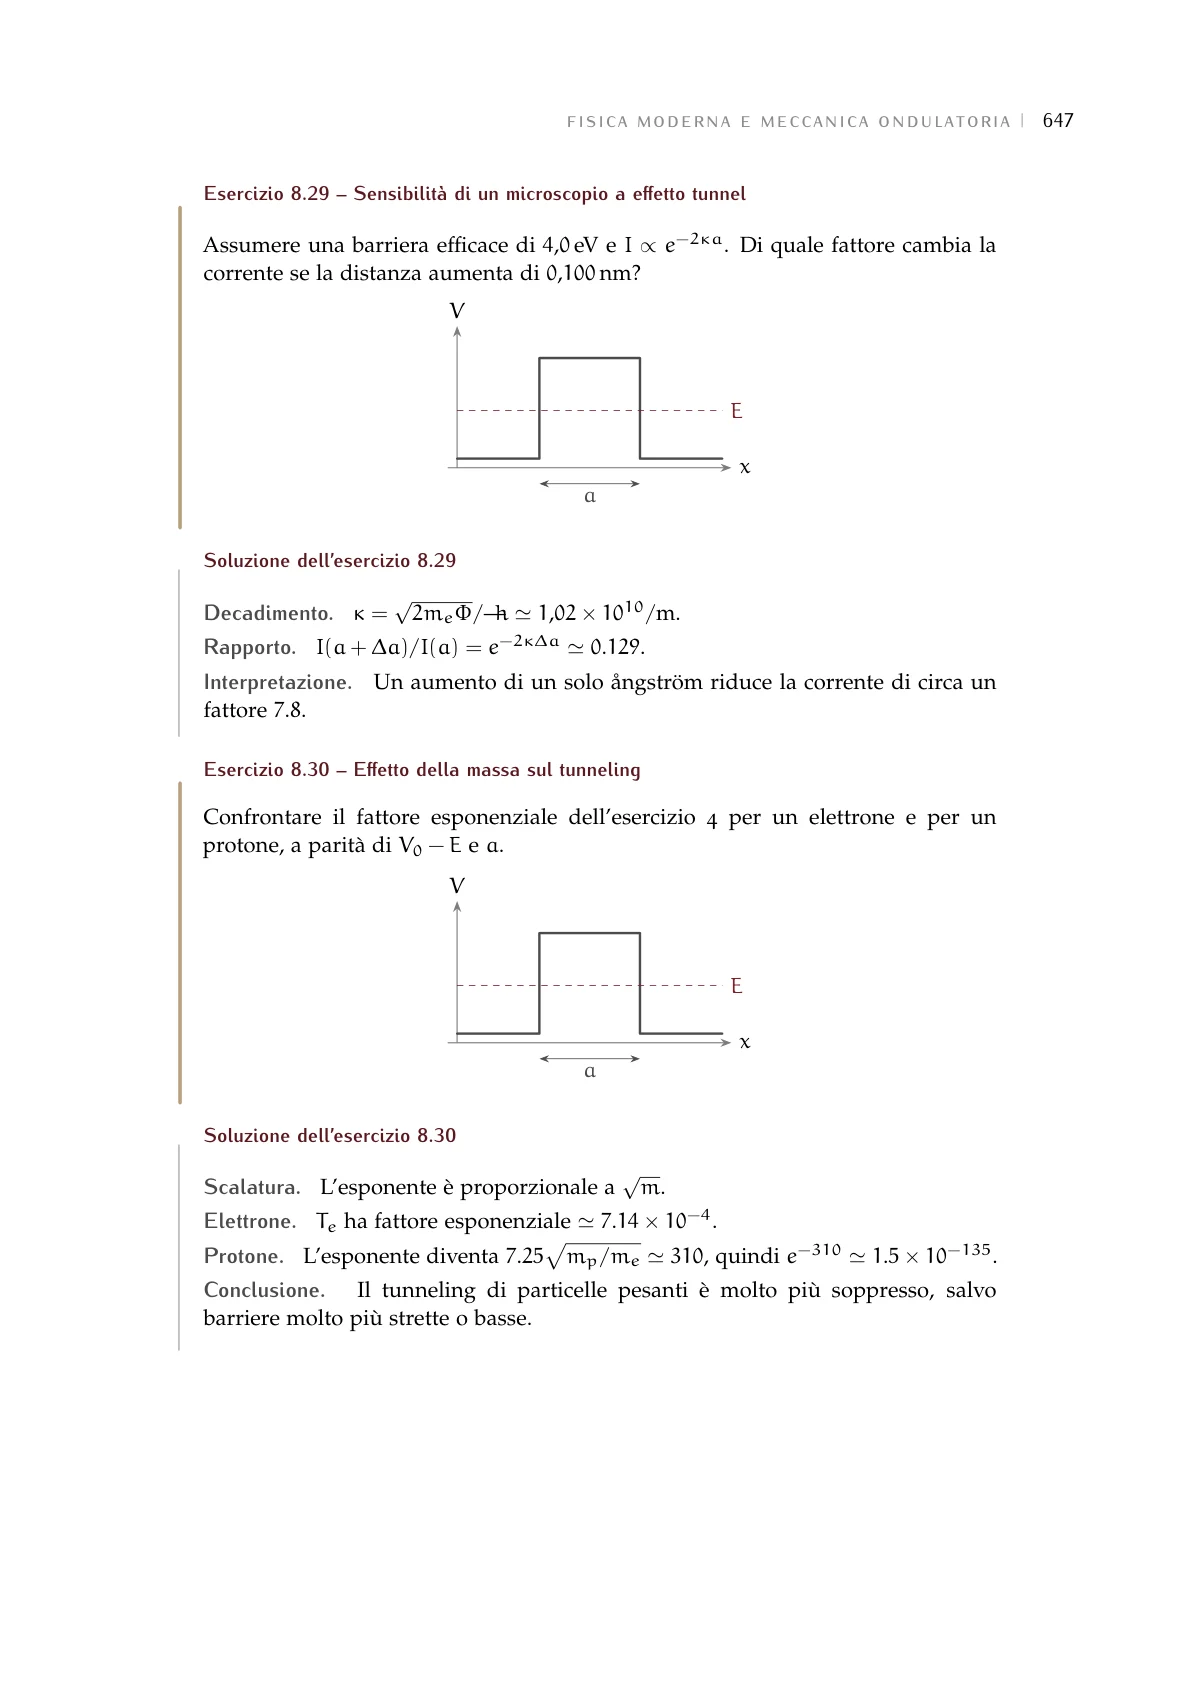 FISICA MODERNA E MECCANICA ONDULATORIA | 647
Esercizio 8.29 – Sensibilità di un microscopio a effetto tunnel
Assumere una barriera efficace di 4,0 eV e I ∝ e^{−2κa}. Di quale fattore cambia la
corrente se la distanza aumenta di 0,100 nm?
V
E
x
a
Soluzione dell’esercizio 8.29
Decadimento. κ = √(2m_eΦ)/ħ ≃ 1,02 × 10^{10}/m.
Rapporto. I(a + Δa)/I(a) = e^{−2κΔa} ≃ 0.129.
Interpretazione. Un aumento di un solo ångström riduce la corrente di circa un
fattore 7.8.
Esercizio 8.30 – Effetto della massa sul tunneling
Confrontare il fattore esponenziale dell’esercizio 4 per un elettrone e per un
protone, a parità di V_0 − E e a.
V
E
x
a
Soluzione dell’esercizio 8.30
Scalatura. L’esponente è proporzionale a √m.
Elettrone. T_e ha fattore esponenziale ≃ 7.14 × 10^{−4}.
Protone. L’esponente diventa 7.25√(m_p/m_e) ≃ 310, quindi e^{−310} ≃ 1.5 × 10^{−135}.
Conclusione. Il tunneling di particelle pesanti è molto più soppresso, salvo
barriere molto più strette o basse.